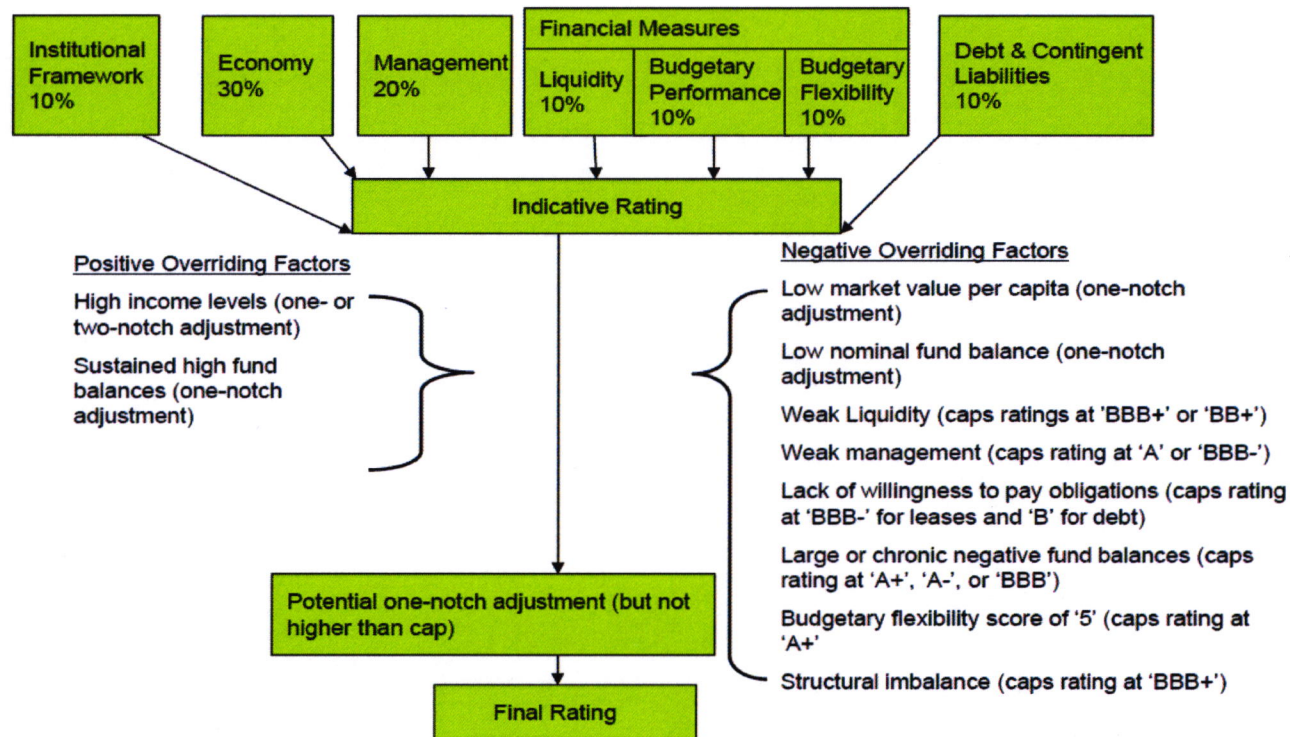 Institutional
Framework
10%
Economy
30%
Management
20%
Financial Measures
Liquidity
10%
Budgetary
Performance
10%
Budgetary
Flexibility
10%
Debt & Contingent
Liabilities
10%
Indicative Rating
Positive Overriding Factors
High income levels (one- or
two-notch adjustment)
Sustained high fund
balances (one-notch
adjustment)
Negative Overriding Factors
Low market value per capita (one-notch
adjustment)
Low nominal fund balance (one-notch
adjustment)
Weak Liquidity (caps ratings at 'BBB+' or 'BB+')
Weak management (caps rating at 'A' or 'BBB-')
Lack of willingness to pay obligations (caps rating
at 'BBB-' for leases and 'B' for debt)
Large or chronic negative fund balances (caps
rating at 'A+', 'A-', or 'BBB')
Budgetary flexibility score of '5' (caps rating at
'A+'
Structural imbalance (caps rating at 'BBB+')
Potential one-notch adjustment (but not
higher than cap)
Final Rating